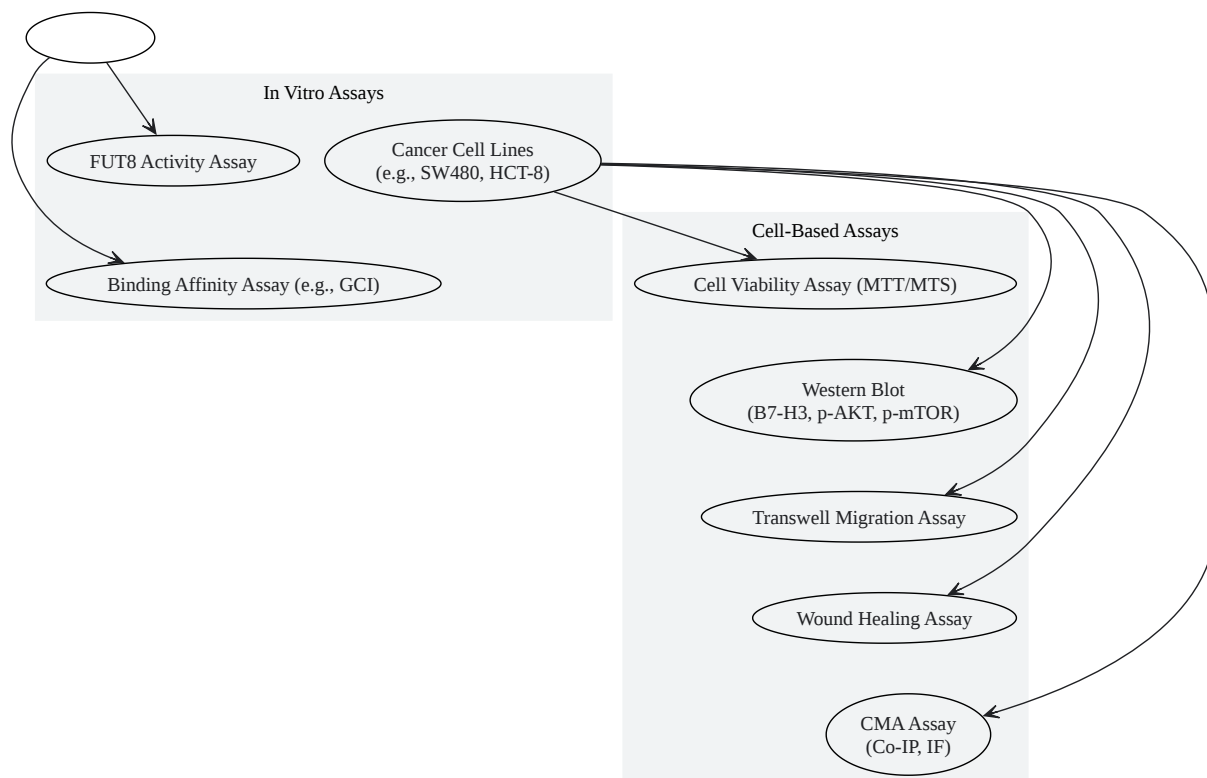 In Vitro Assays
FUT8 Activity Assay
Cancer Cell Lines
(e.g., SW480, HCT-8)
Binding Affinity Assay (e.g., GCI)
Cell-Based Assays
Cell Viability Assay (MTT/MTS)
Western Blot
(B7-H3, p-AKT, p-mTOR)
Transwell Migration Assay
Wound Healing Assay
CMA Assay
(Co-IP, IF)